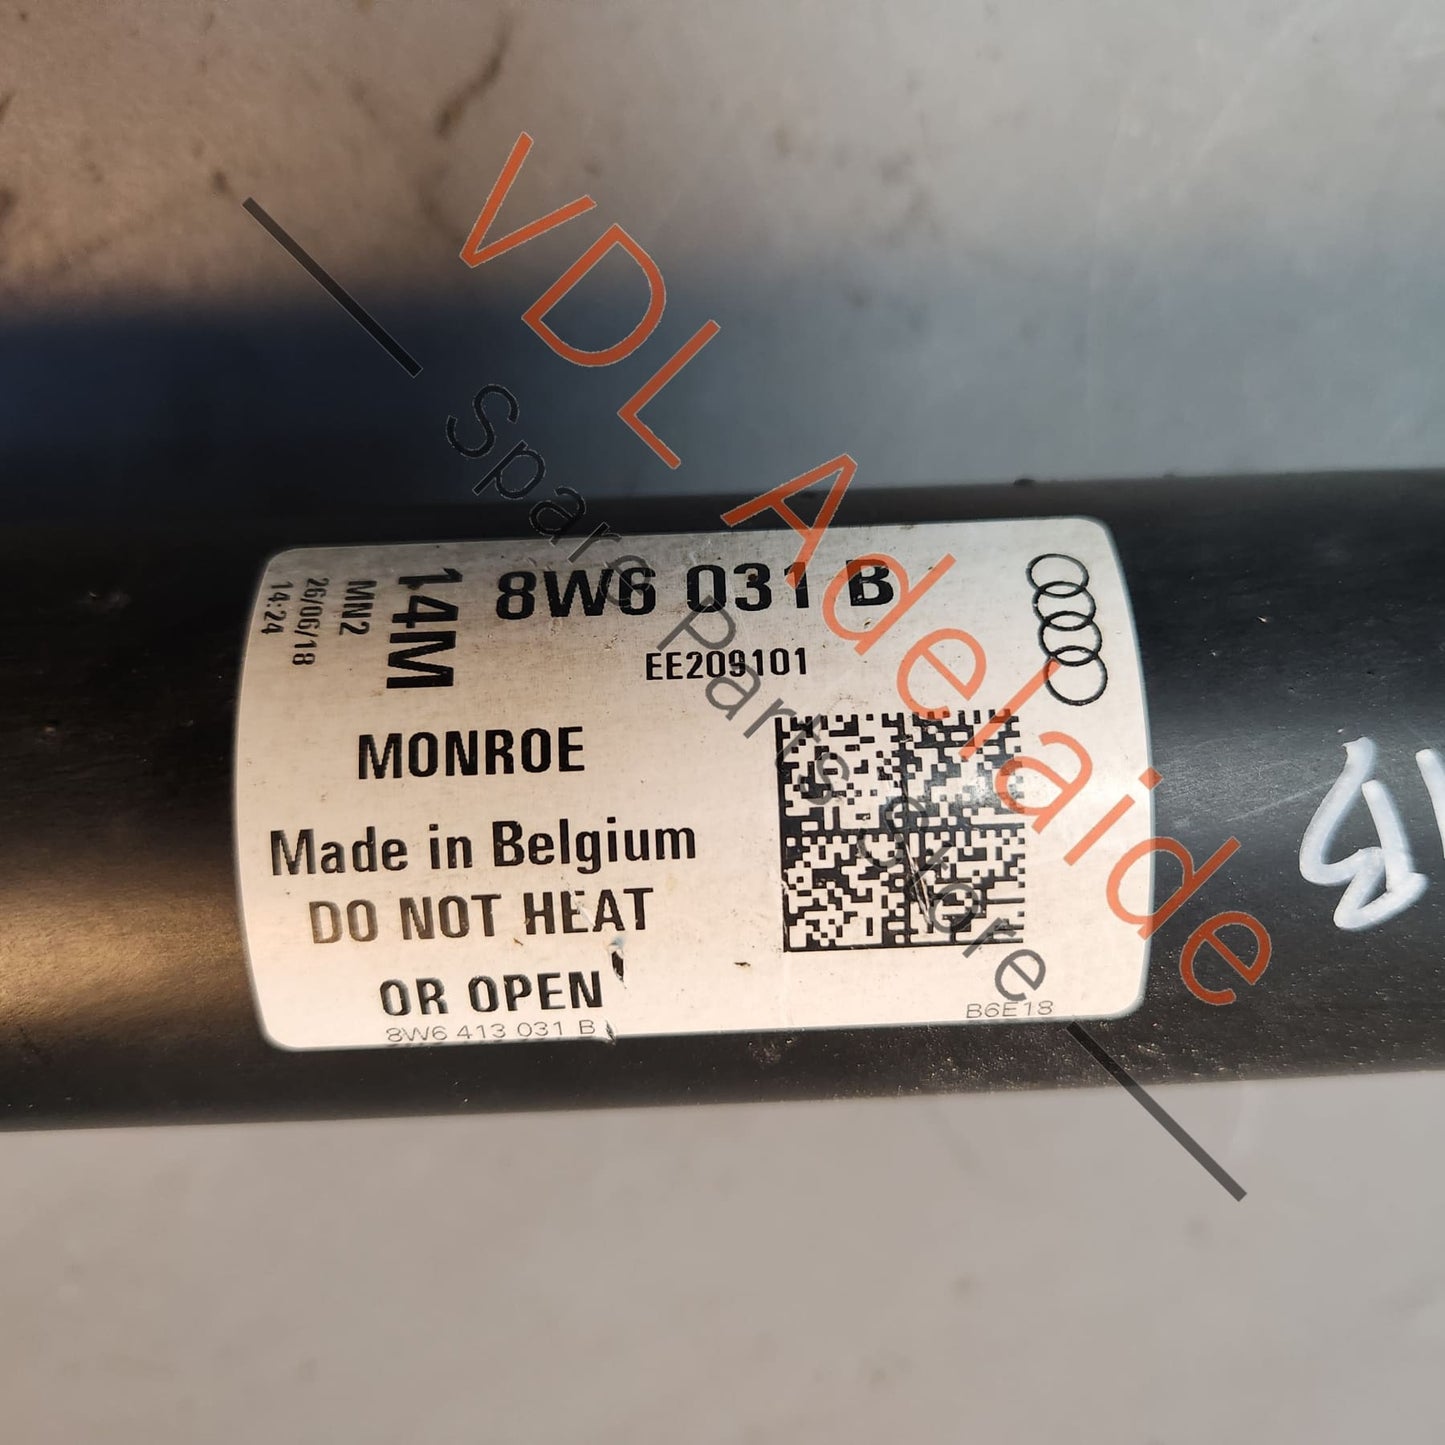 VDL Adelaide
Spare Parts Store
14M
MN2
26/06/18
14:24
8W6 031 B
EE209101
MONROE
Made in Belgium
DO NOT HEAT
OR OPEN
8W6 413 031 B
B6E18